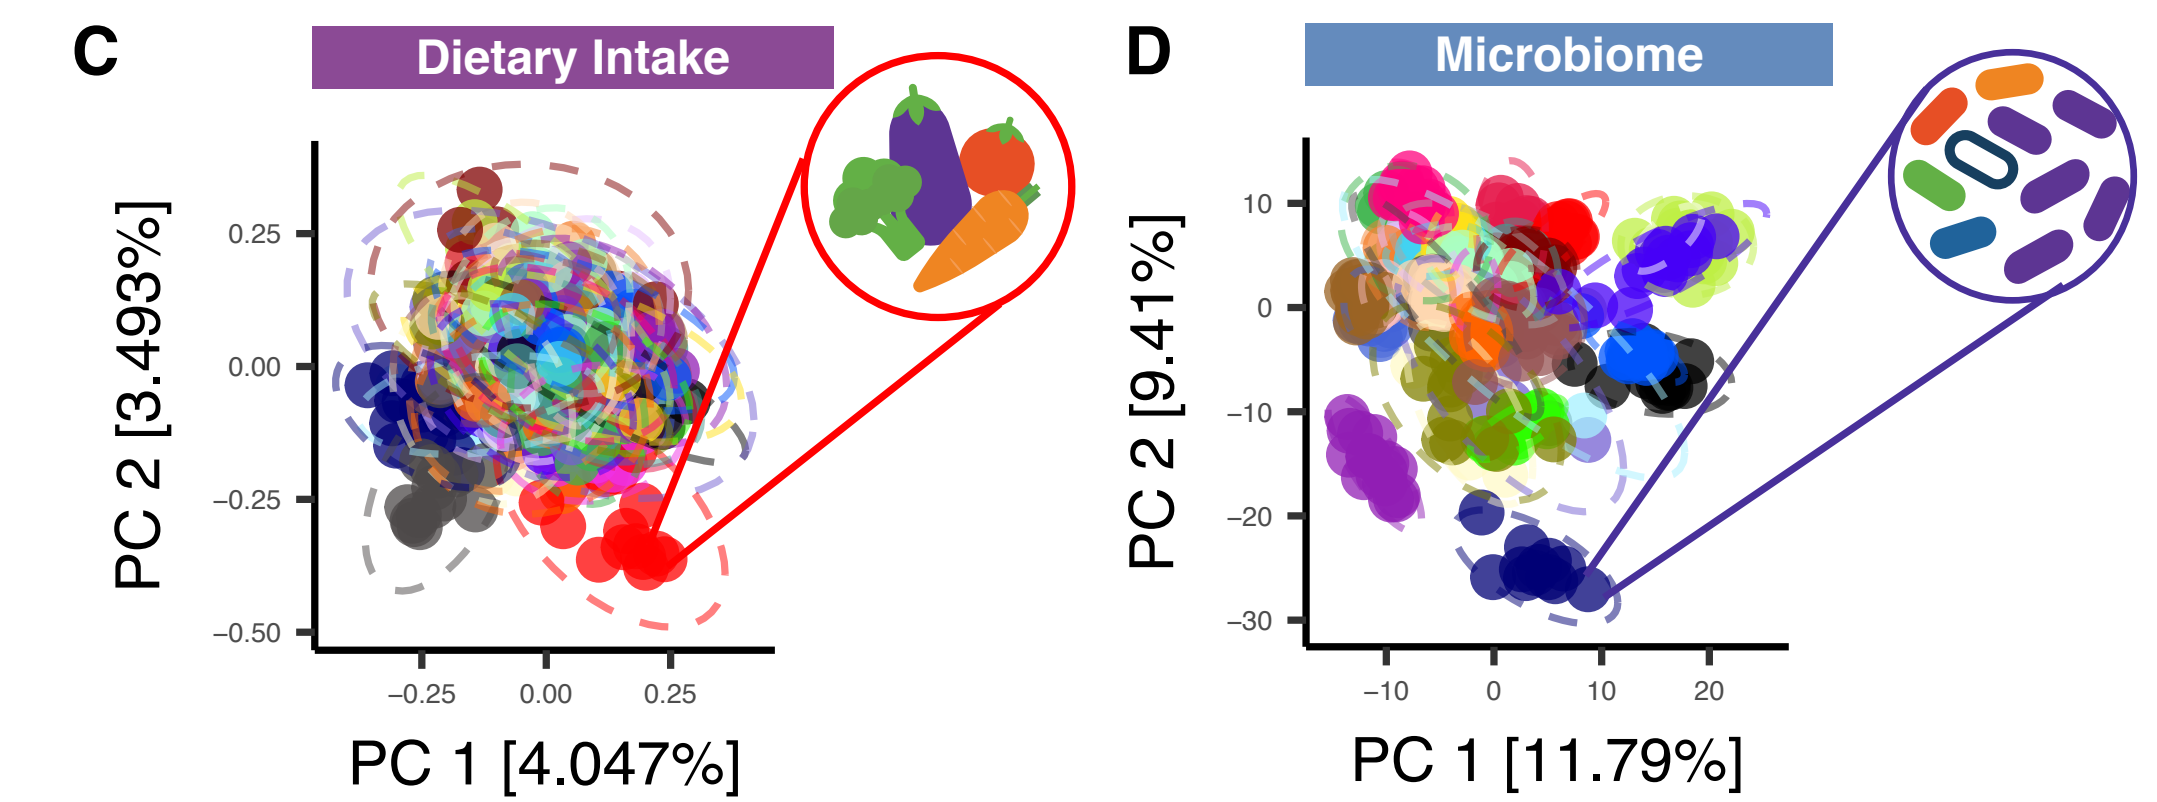 C
Dietary Intake
PC 2 [3.493%]
0.25
0.00
−0.25
−0.50
−0.25
0.00
0.25
PC 1 [4.047%]
D
Microbiome
PC 2 [9.41%]
10
0
−10
−20
−30
−10
0
10
20
PC 1 [11.79%]